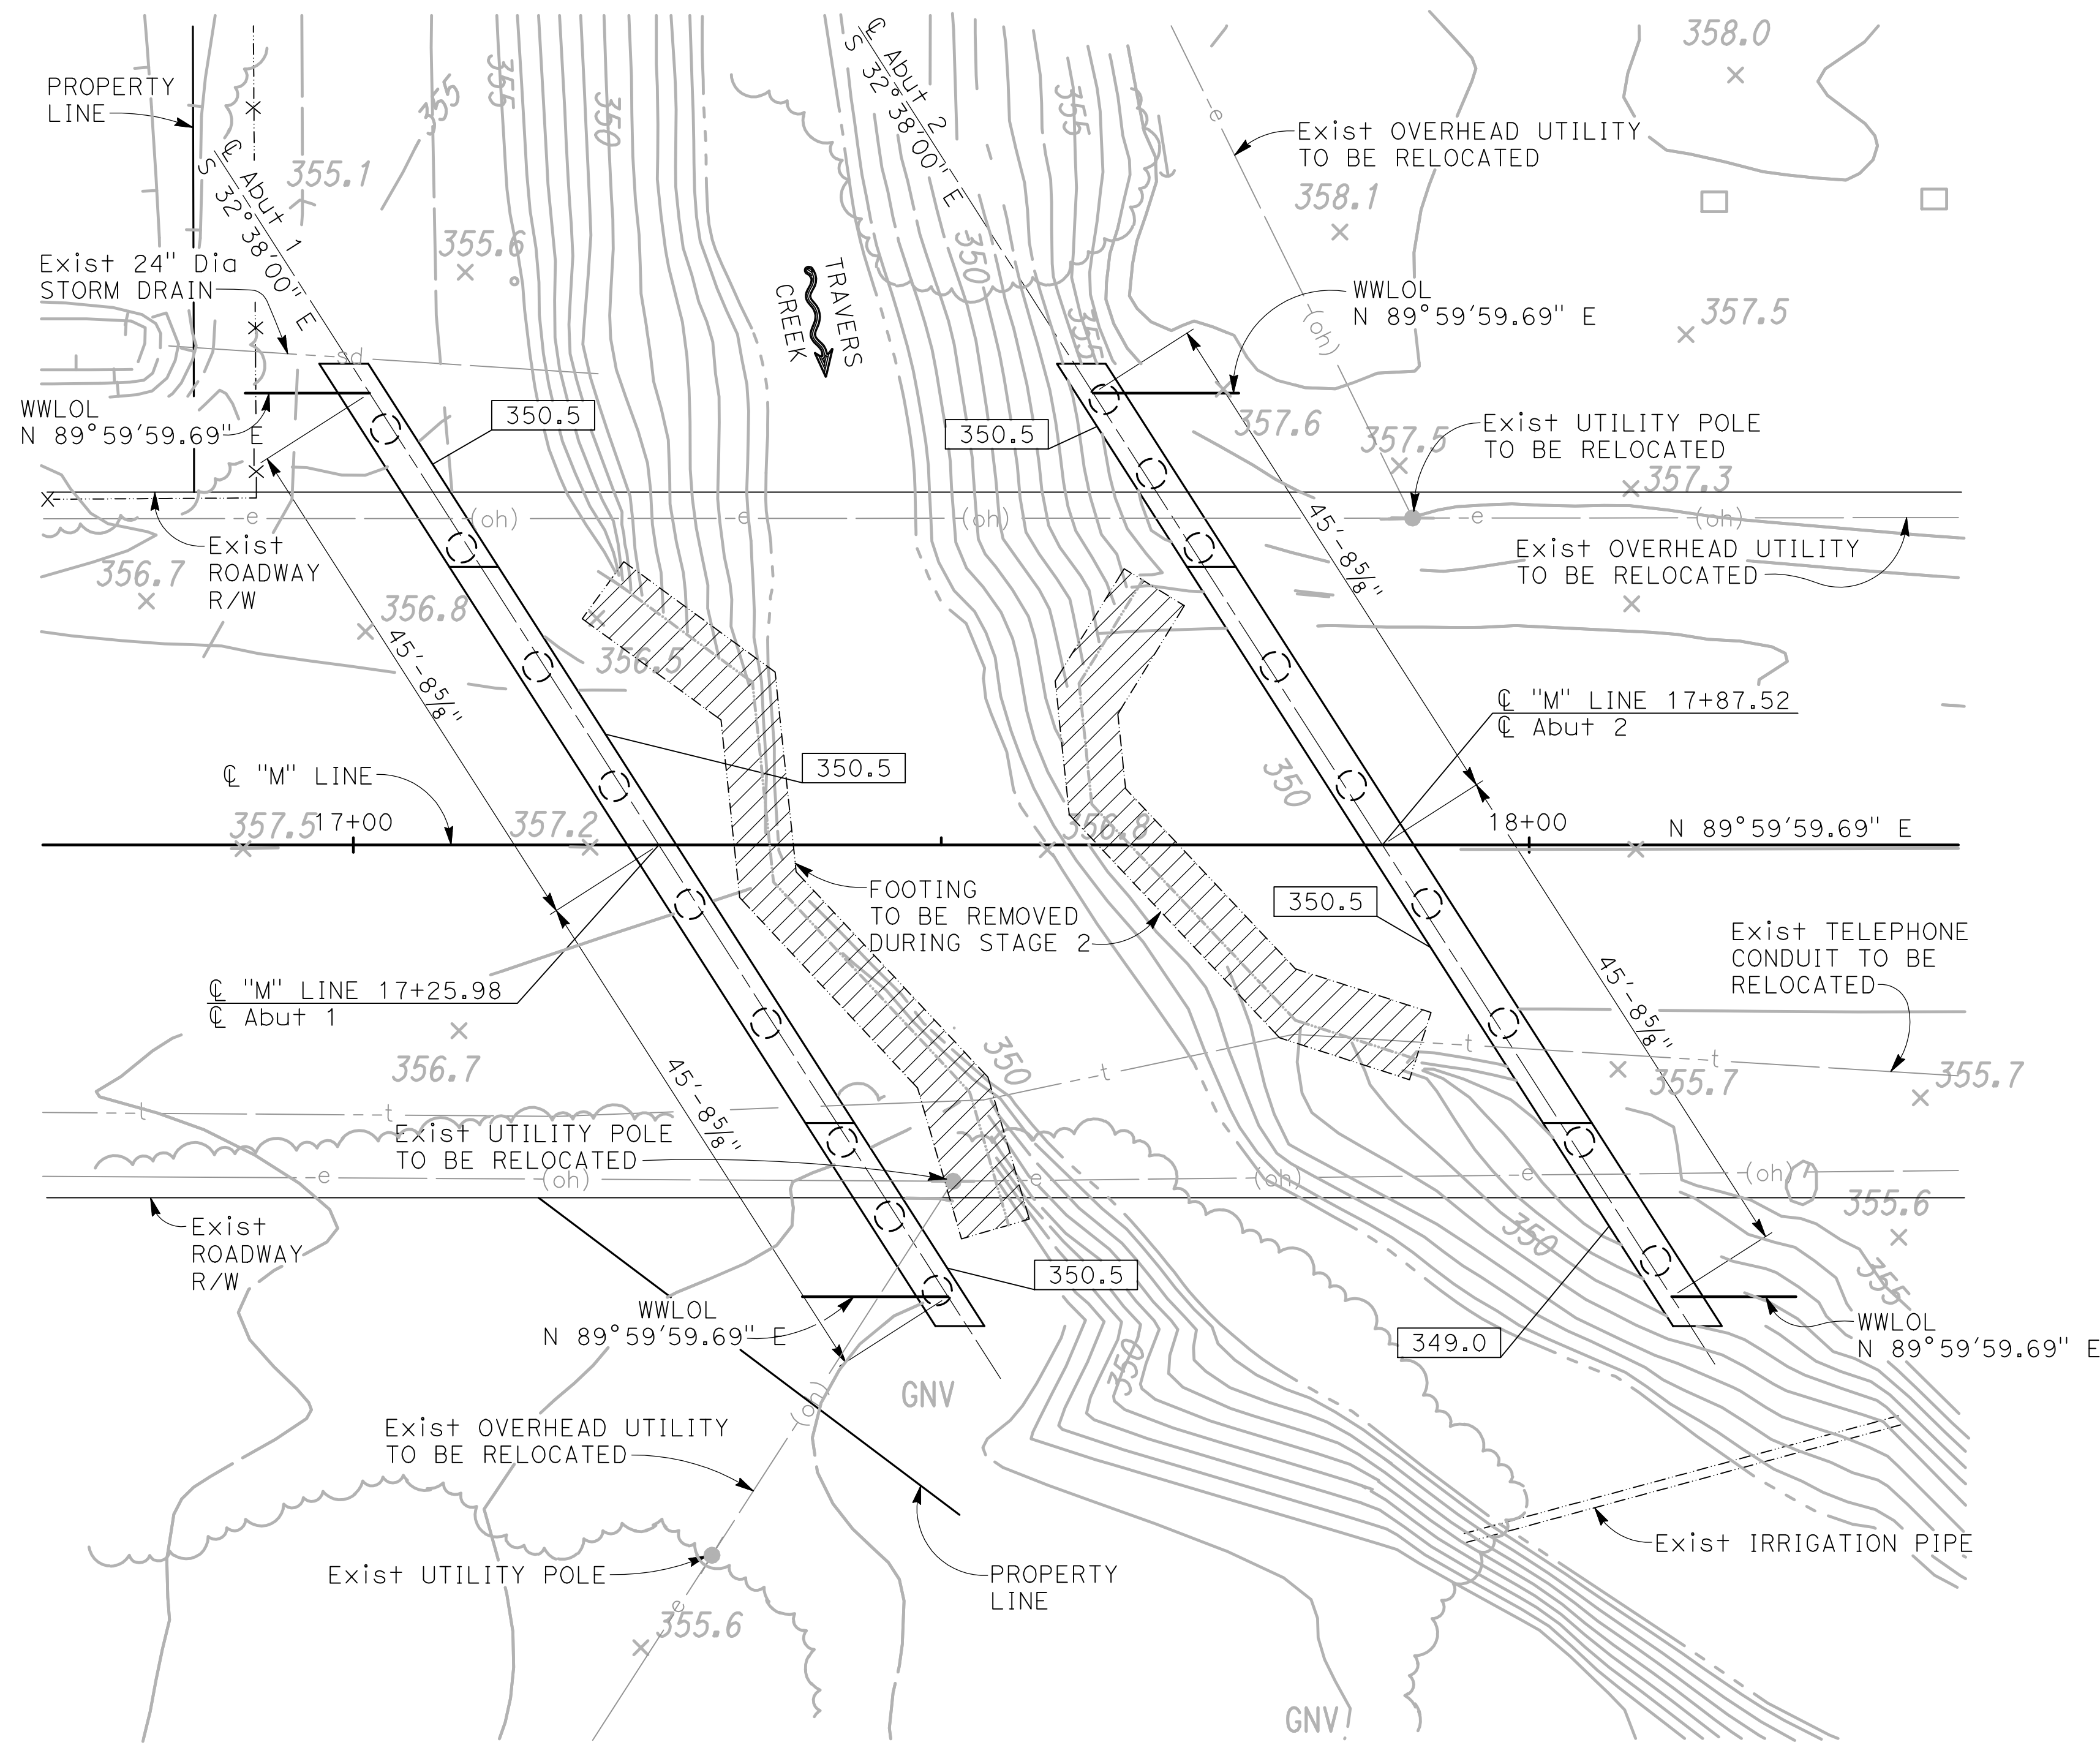 PROPERTY
LINE
℄ Abut 1
S 32°38'00" E
℄ Abut 2
S 32°38'00" E
355
355
350
355
358.0
355.1
355.6
e
Exist OVERHEAD UTILITY
TO BE RELOCATED
358.1
Exist 24" Dia
STORM DRAIN
TRAVERS
CREEK
350
355
WWLOL
N 89°59'59.69" E
357.5
(oh)
sd
WWLOL
N 89°59'59.69" E
350.5
350.5
357.6
357.5
Exist UTILITY POLE
TO BE RELOCATED
357.3
e
(oh)
e
(oh)
e
(oh)
Exist
ROADWAY
R/W
45'-8⅝"
Exist OVERHEAD UTILITY
TO BE RELOCATED
356.7
356.8
356.5
45'-8⅝"
℄ "M" LINE 17+87.52
℄ Abut 2
350.5
℄ "M" LINE
350
357.5
17+00
357.2
356.8
18+00
N 89°59'59.69" E
FOOTING
TO BE REMOVED
DURING STAGE 2
350.5
Exist TELEPHONE
CONDUIT TO BE
RELOCATED
℄ "M" LINE 17+25.98
℄ Abut 1
45'-8⅝"
45'-8⅝"
356.7
350
t
t
355.7
355.7
t
t
t
Exist UTILITY POLE
TO BE RELOCATED
e
(oh)
e
(oh)
e
(oh)
355.6
Exist
ROADWAY
R/W
350
350.5
355
WWLOL
N 89°59'59.69" E
349.0
WWLOL
N 89°59'59.69" E
350
GNV
(oh)
Exist OVERHEAD UTILITY
TO BE RELOCATED
Exist IRRIGATION PIPE
Exist UTILITY POLE
PROPERTY
LINE
e
355.6
GNV